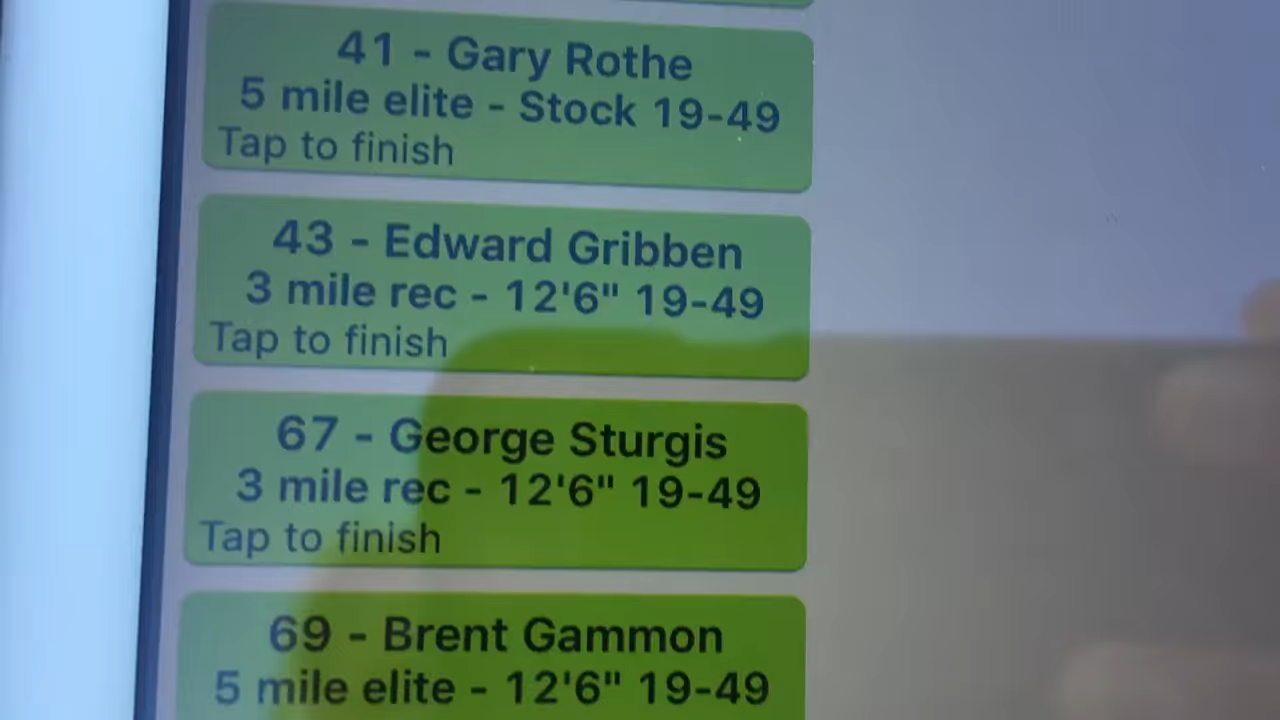 41 - Gary Rothe
5 mile elite - Stock 19-49
Tap to finish
43 - Edward Gribben
3 mile rec - 12'6" 19-49
Tap to finish
67 - George Sturgis
3 mile rec - 12'6" 19-49
Tap to finish
69 - Brent Gammon
5 mile elite - 12'6" 19-49